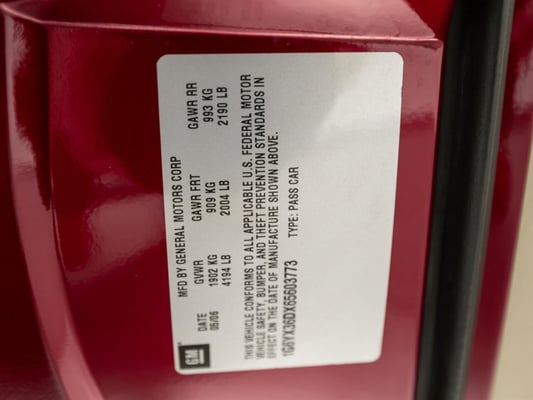 GM
MFD BY GENERAL MOTORS CORP
DATE GVWR GAWR FRT GAWR RR
05/06 1902 KG 909 KG 993 KG
4194 LB 2004 LB 2190 LB
THIS VEHICLE CONFORMS TO ALL APPLICABLE U.S. FEDERAL MOTOR
VEHICLE SAFETY, BUMPER, AND THEFT PREVENTION STANDARDS IN
EFFECT ON THE DATE OF MANUFACTURE SHOWN ABOVE.
1G6YX36DX65603773 TYPE: PASS CAR